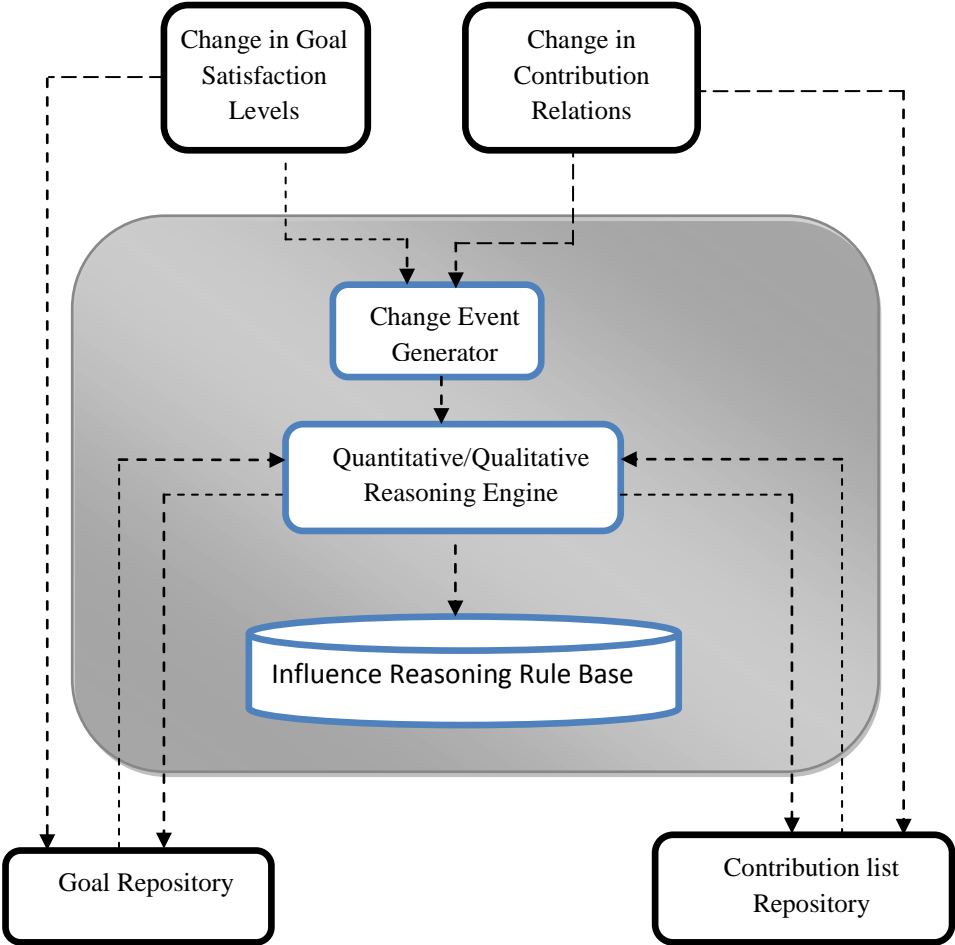 Change in Goal
Satisfaction
Levels
Change in
Contribution
Relations
Change Event
Generator
Quantitative/Qualitative
Reasoning Engine
Influence Reasoning Rule Base
Goal Repository
Contribution list
Repository